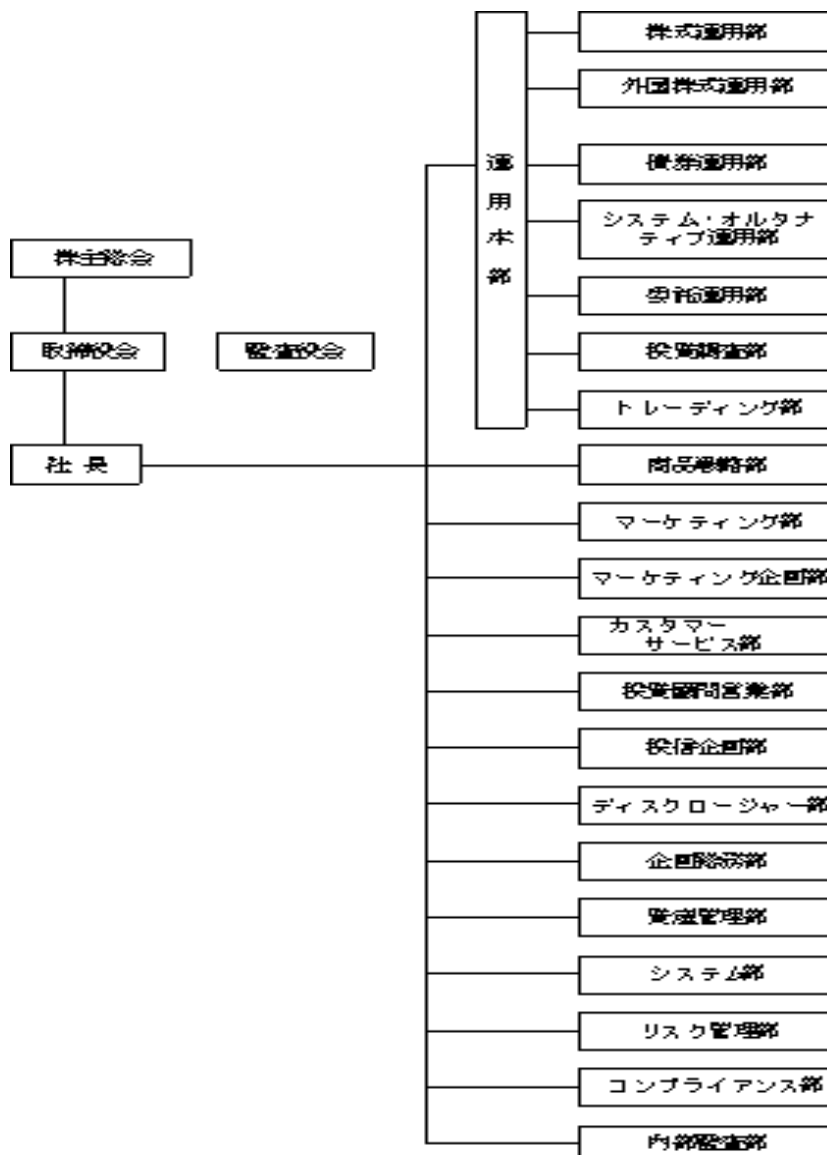 株主総会
取締役会
監査役会
社 長
運
用
本
部
株式運用部
外国株式運用部
債券運用部
システム・オルタナ
ティブ運用部
委託運用部
投資調査部
トレーディング部
商品戦略部
マーケティング部
マーケティング企画部
カスタマー
サービス部
投資顧問営業部
投信企画部
ディスクロージャー部
企画総務部
資産管理部
システム部
リスク管理部
コンプライアンス部
内部監査部